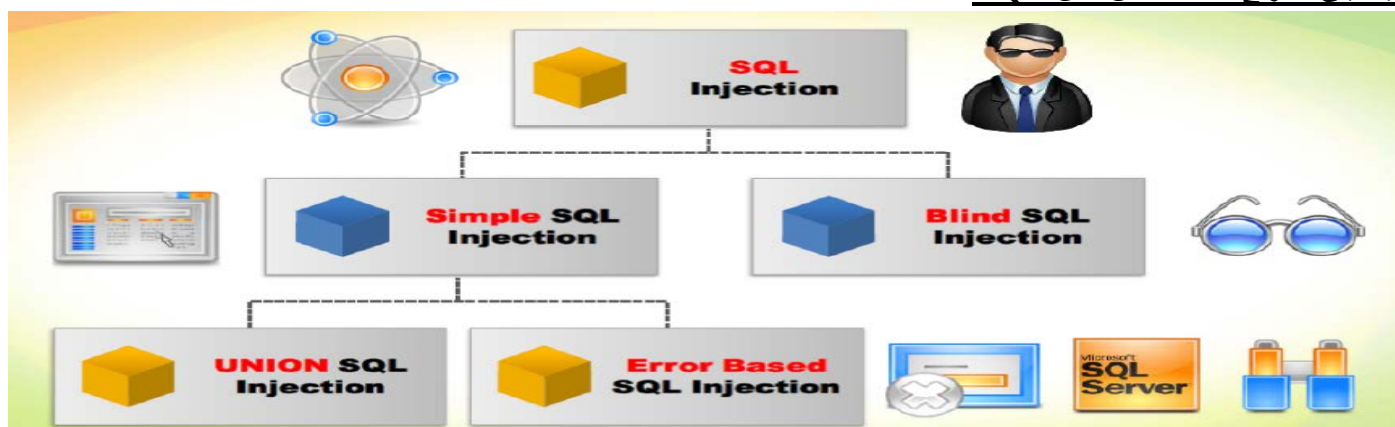 SQL
Injection
Simple SQL
Injection
Blind SQL
Injection
UNION SQL
Injection
Error Based
SQL Injection
Microsoft
SQL
Server